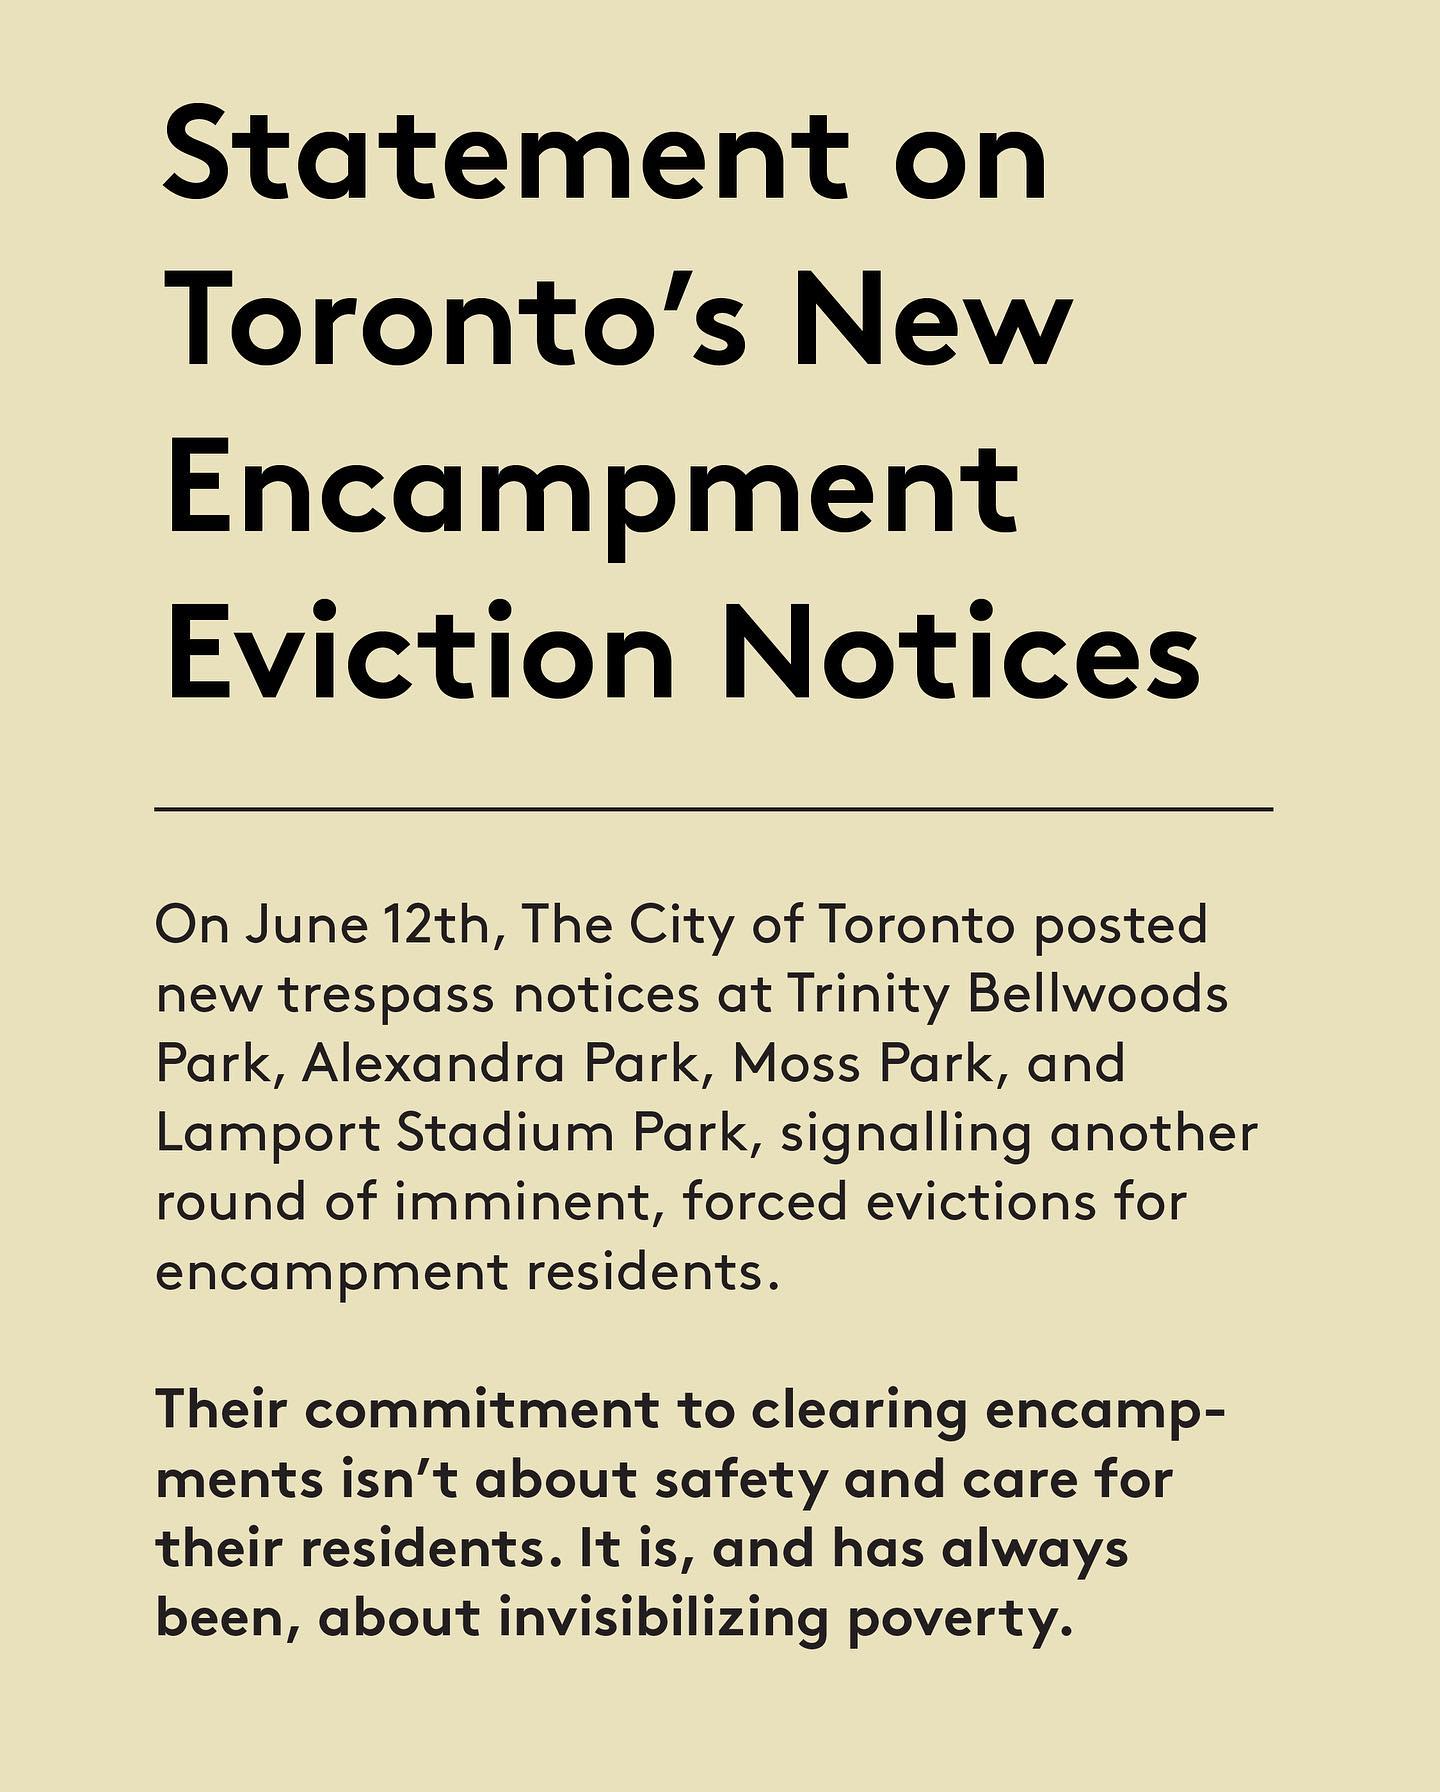 Statement on
Toronto’s New
Encampment
Eviction Notices
On June 12th, The City of Toronto posted
new trespass notices at Trinity Bellwoods
Park, Alexandra Park, Moss Park, and
Lamport Stadium Park, signalling another
round of imminent, forced evictions for
encampment residents.
Their commitment to clearing encamp-
ments isn’t about safety and care for
their residents. It is, and has always
been, about invisibilizing poverty.